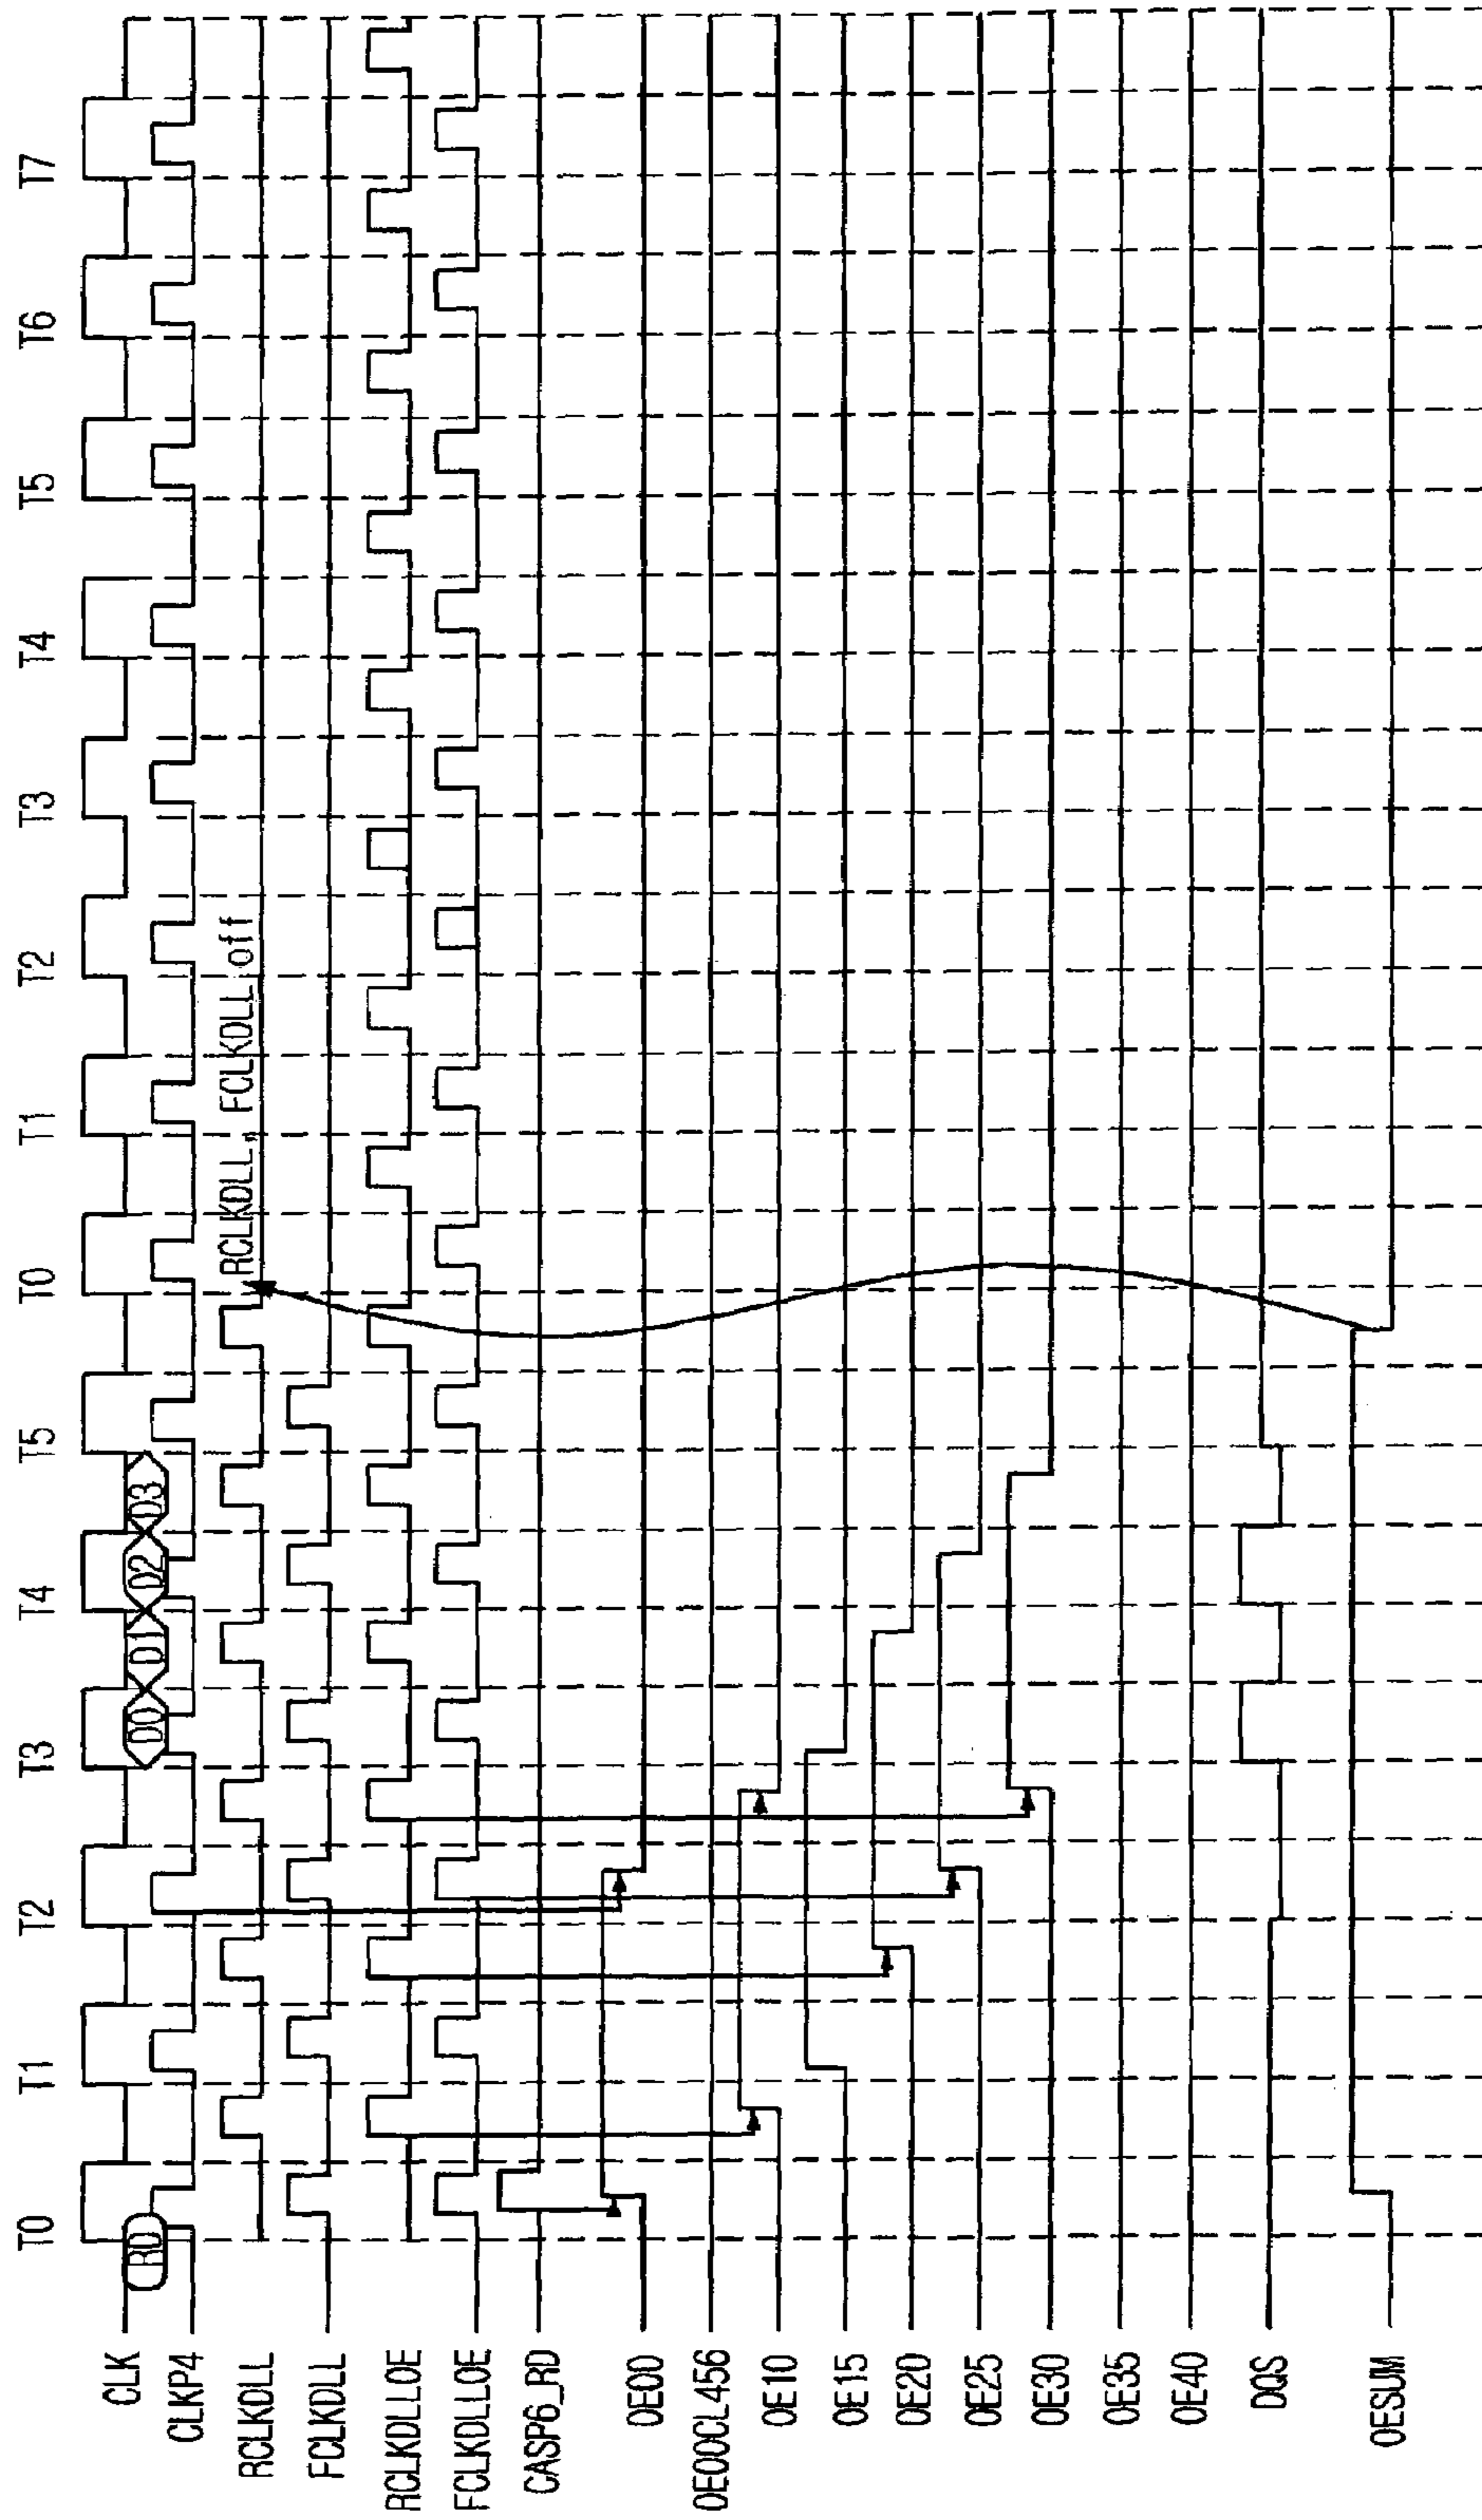 T0 T1 T2 T3 T4 T5 T0 T1 T2 T3 T4 T5 T6 T7
CLK
RD D0 D1 D2 D3
CLKP4
RCLKDLL, FCLKDLL off
RCLKDLL
FCLKDLL
RCLKDLLOE
FCLKDLLOE
CASP6_RD
OE00
OE00CL456
OE10
OE15
OE20
OE25
OE30
OE35
OE40
DQS
OESUM